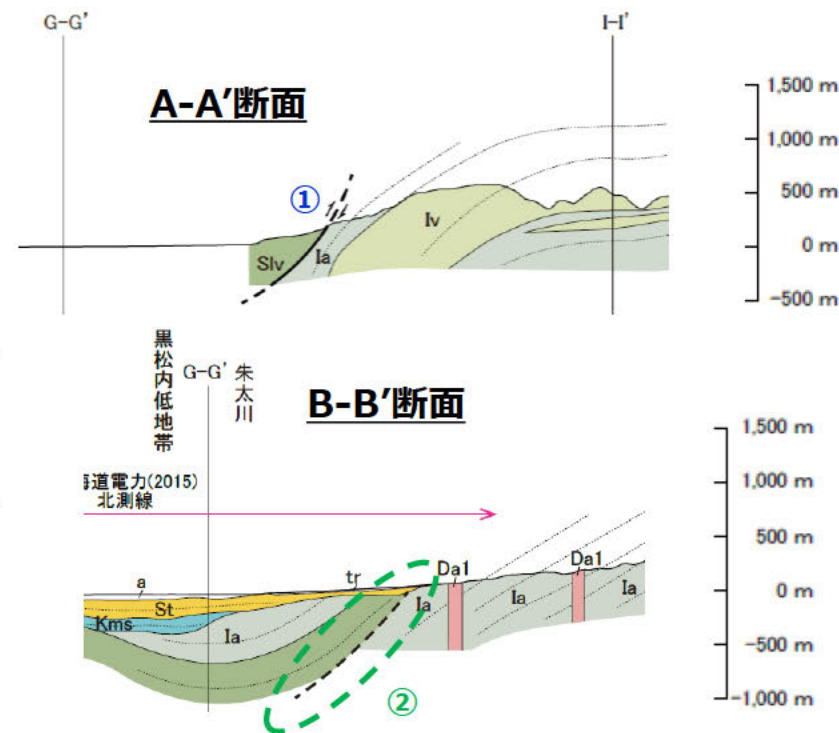 G-G'
I-I'
A-A'断面
1,500 m
1,000 m
500 m
0 m
-500 m
①
Iv
Ia
Slv
黒松内低地帯
G-G'
朱太川
B-B'断面
海道電力(2015)
北測線
1,500 m
1,000 m
500 m
0 m
-500 m
-1,000 m
a
tr
Da1
Da1
St
Kms
Ia
Ia
Ia
Ia
②